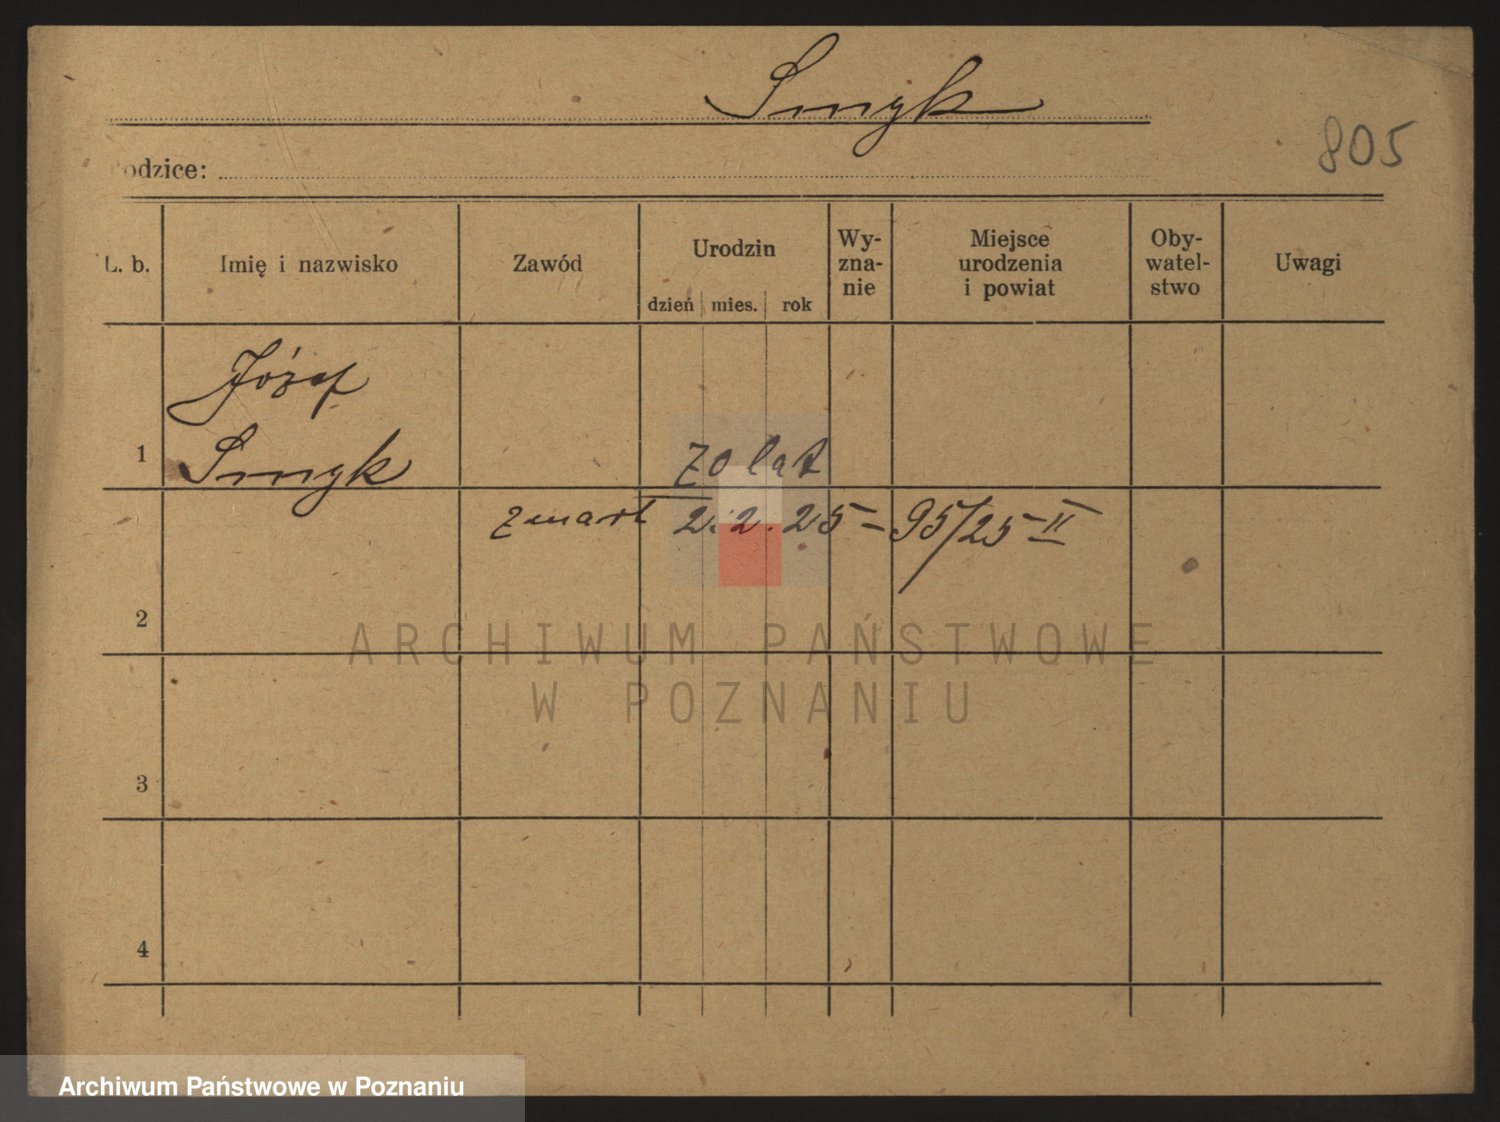 Smyk
805
Rodzice:
L. b. Imię i nazwisko Zawód Urodzin dzień mies. rok Wy-zna-nie Miejsce urodzenia i powiat Oby-watel-stwo Uwagi
Józef
1 Smyk 70 lat
zmarł 2.2.25 – 95/25 II
2
ARCHIWUM PAŃSTWOWE
W POZNANIU
3
4
Archiwum Państwowe w Poznaniu